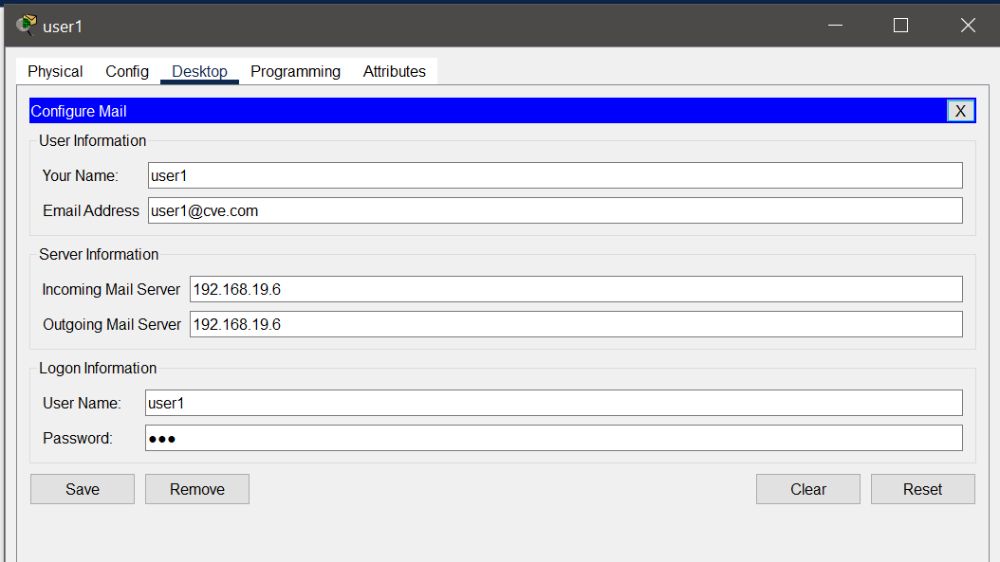 user1
Physical Config Desktop Programming Attributes
Configure Mail X
User Information
Your Name: user1
Email Address user1@cve.com
Server Information
Incoming Mail Server 192.168.19.6
Outgoing Mail Server 192.168.19.6
Logon Information
User Name: user1
Password: ●●●
Save Remove Clear Reset